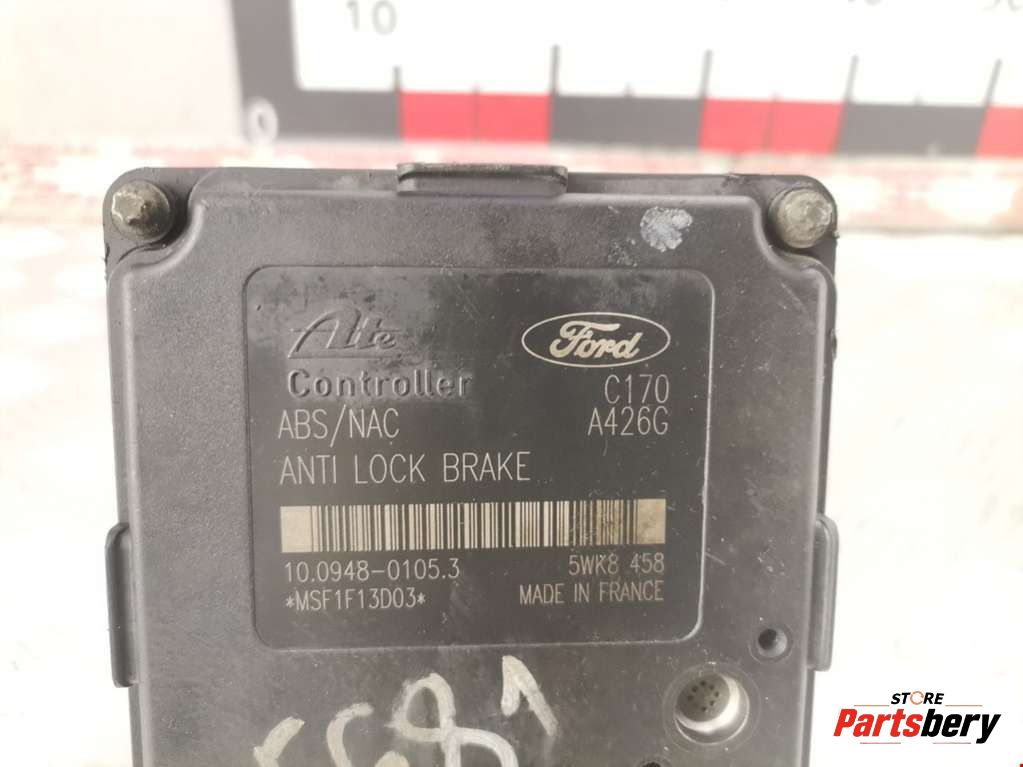 10
Ate
Ford
Controller C170
ABS/NAC A426G
ANTI LOCK BRAKE
10.0948-0105.3 5WK8 458
*MSF1F13D03* MADE IN FRANCE
STORE
Partsbery